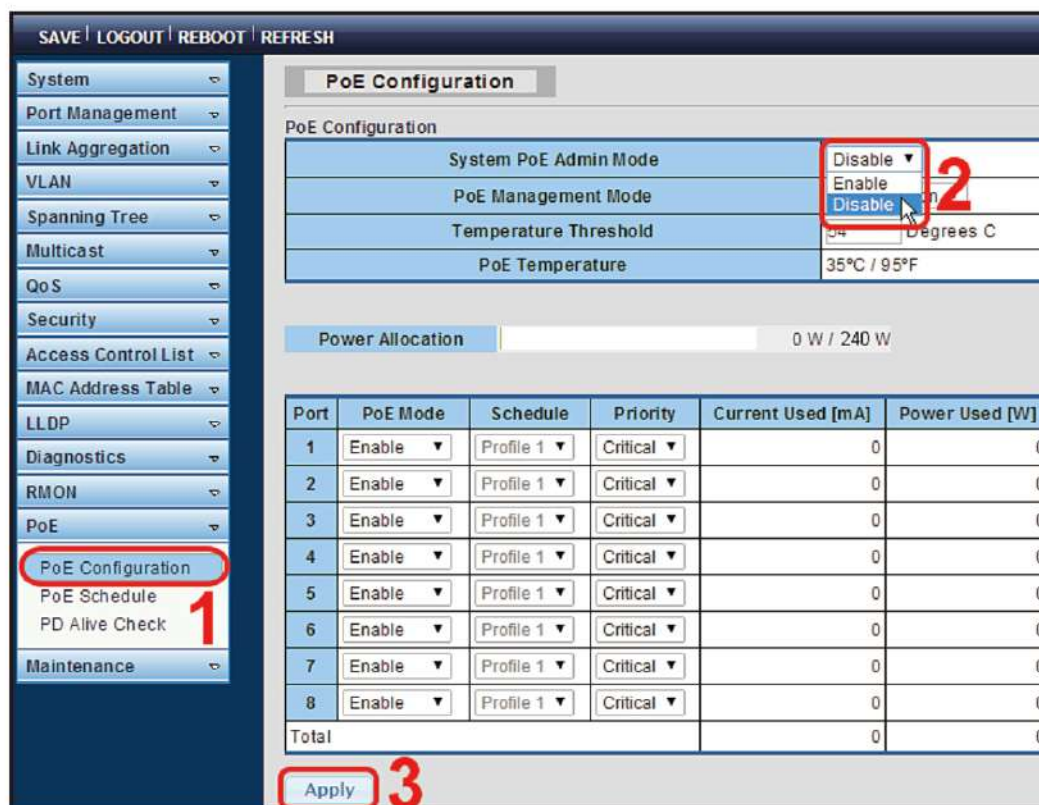 SAVE LOGOUT REBOOT REFRESH
System
Port Management
Link Aggregation
VLAN
Spanning Tree
Multicast
QoS
Security
Access Control List
MAC Address Table
LLDP
Diagnostics
RMON
PoE
PoE Configuration
PoE Schedule
PD Alive Check
1
Maintenance
PoE Configuration
PoE Configuration
System PoE Admin Mode Disable
Enable
Disable
2
PoE Management Mode
Temperature Threshold Degrees C
PoE Temperature 35°C / 95°F
Power Allocation 0 W / 240 W
Port PoE Mode Schedule Priority Current Used [mA] Power Used [W]
1 Enable Profile 1 Critical 0
2 Enable Profile 1 Critical 0
3 Enable Profile 1 Critical 0
4 Enable Profile 1 Critical 0
5 Enable Profile 1 Critical 0
6 Enable Profile 1 Critical 0
7 Enable Profile 1 Critical 0
8 Enable Profile 1 Critical 0
Total 0
Apply 3